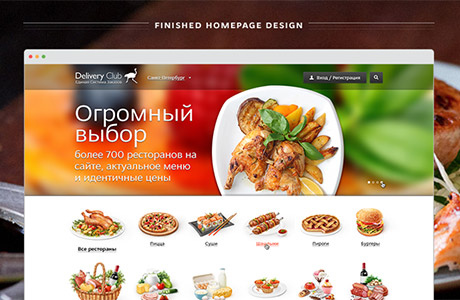 FINISHED HOMEPAGE DESIGN
Delivery Club
Единая Система заказов
Санкт-Петербург
Вход / Регистрация
Огромный
выбор
более 700 ресторанов на
сайте, актуальное меню
и идентичные цены
Все рестораны
Пицца
Суши
Шашлыки
Пироги
Бургеры